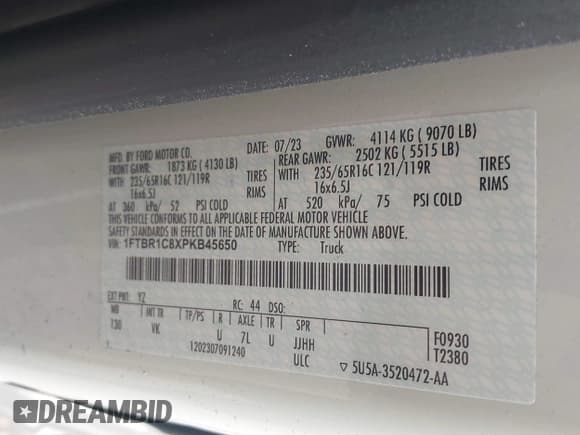 MFD. BY FORD MOTOR CO.
DATE: 07/23 GVWR: 4114 KG ( 9070 LB)
FRONT GAWR: 1873 KG ( 4130 LB)
REAR GAWR: 2502 KG ( 5515 LB)
WITH 235/65R16C 121/119R TIRES
WITH 235/65R16C 121/119R TIRES
16x6.5J RIMS
16x6.5J RIMS
AT 360 kPa/ 52 PSI COLD
AT 520 kPa/ 75 PSI COLD
THIS VEHICLE CONFORMS TO ALL APPLICABLE FEDERAL MOTOR VEHICLE
SAFETY STANDARDS IN EFFECT ON THE DATE OF MANUFACTURE SHOWN ABOVE.
VIN: 1FTBR1C8XPKB45650 TYPE: Truck
EXT PNT: YZ RC: 44 DSO:
WB INT TR TP/PS R AXLE TR SPR
130 VK U 7L U JJHH
ULC
F0930
T2380
1202307091240
▽ 5U5A-3520472-AA
DREAMBID